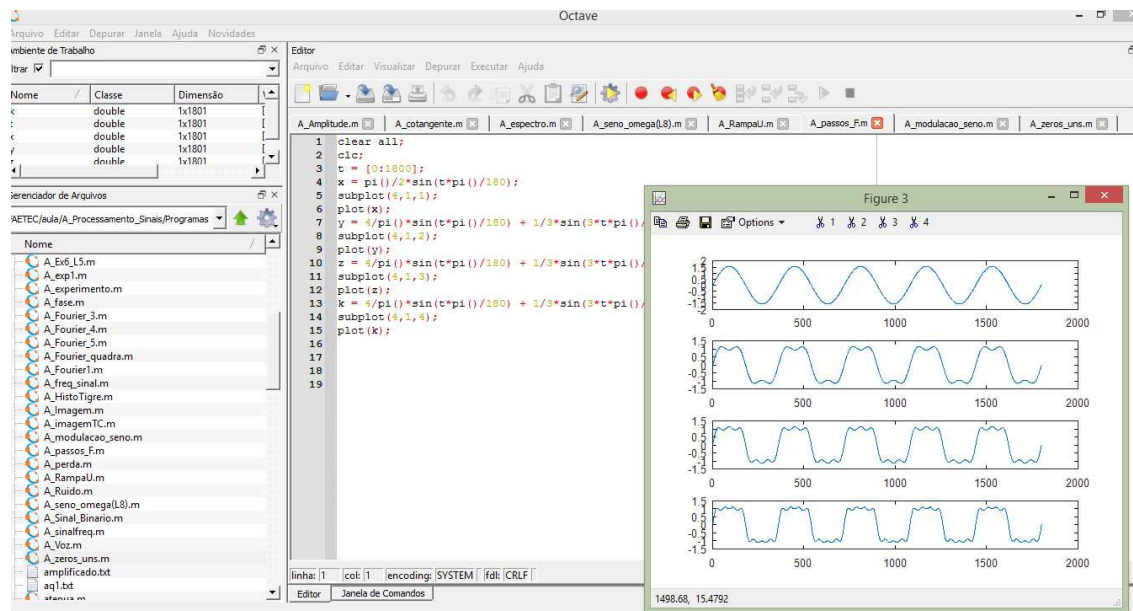 Octave
Arquivo Editar Depurar Janela Ajuda Novidades
Ambiente de Trabalho
ltrar
Nome / Classe Dimensão
double 1x1801
double 1x1801
double 1x1801
y double 1x1801
z double 1x1801
Gerenciador de Arquivos
/AETEC/aula/A_Processamento_Sinais/Programas
Nome
A_Ex6_L5.m
A_exp1.m
A_experimento.m
A_fase.m
A_Fourier_3.m
A_Fourier_4.m
A_Fourier_5.m
A_Fourier_quadra.m
A_Fourier1.m
A_freq_sinal.m
A_HistoTigre.m
A_Imagem.m
A_imagemTC.m
A_modulacao_seno.m
A_passos_F.m
A_perda.m
A_RampaU.m
A_Ruido.m
A_seno_omega(L8).m
A_Sinal_Binario.m
A_sinalfreq.m
A_Voz.m
A_zeros_uns.m
amplificado.txt
aq1.txt
atenua.m
Editor
Arquivo Editar Visualizar Depurar Executar Ajuda
A_Amplitude.m A_cotangente.m A_espectro.m A_seno_omega(L8).m A_RampaU.m A_passos_F.m A_modulacao_seno.m A_zeros_uns.m
1 clear all;
2 clc;
3 t = [0:1800];
4 x = pi()/2*sin(t*pi()/180);
5 subplot(4,1,1);
6 plot(x);
7 y = 4/pi()*sin(t*pi()/180) + 1/3*sin(3*t*pi()/
8 subplot(4,1,2);
9 plot(y);
10 z = 4/pi()*sin(t*pi()/180) + 1/3*sin(3*t*pi()/
11 subplot(4,1,3);
12 plot(z);
13 k = 4/pi()*sin(t*pi()/180) + 1/3*sin(3*t*pi()/
14 subplot(4,1,4);
15 plot(k);
16
17
18
19
linha: 1 col: 1 encoding: SYSTEM fdl: CRLF
Editor Janela de Comandos
Figure 3
Options 1 2 3 4
2
-2
0 500 1000 1500 2000
1.5
0.5
-0.5
-1.5
0 500 1000 1500 2000
1.5
0.5
-0.5
-1.5
0 500 1000 1500 2000
1.5
0.5
-0.5
-1.5
0 500 1000 1500 2000
1498.68, 15.4792